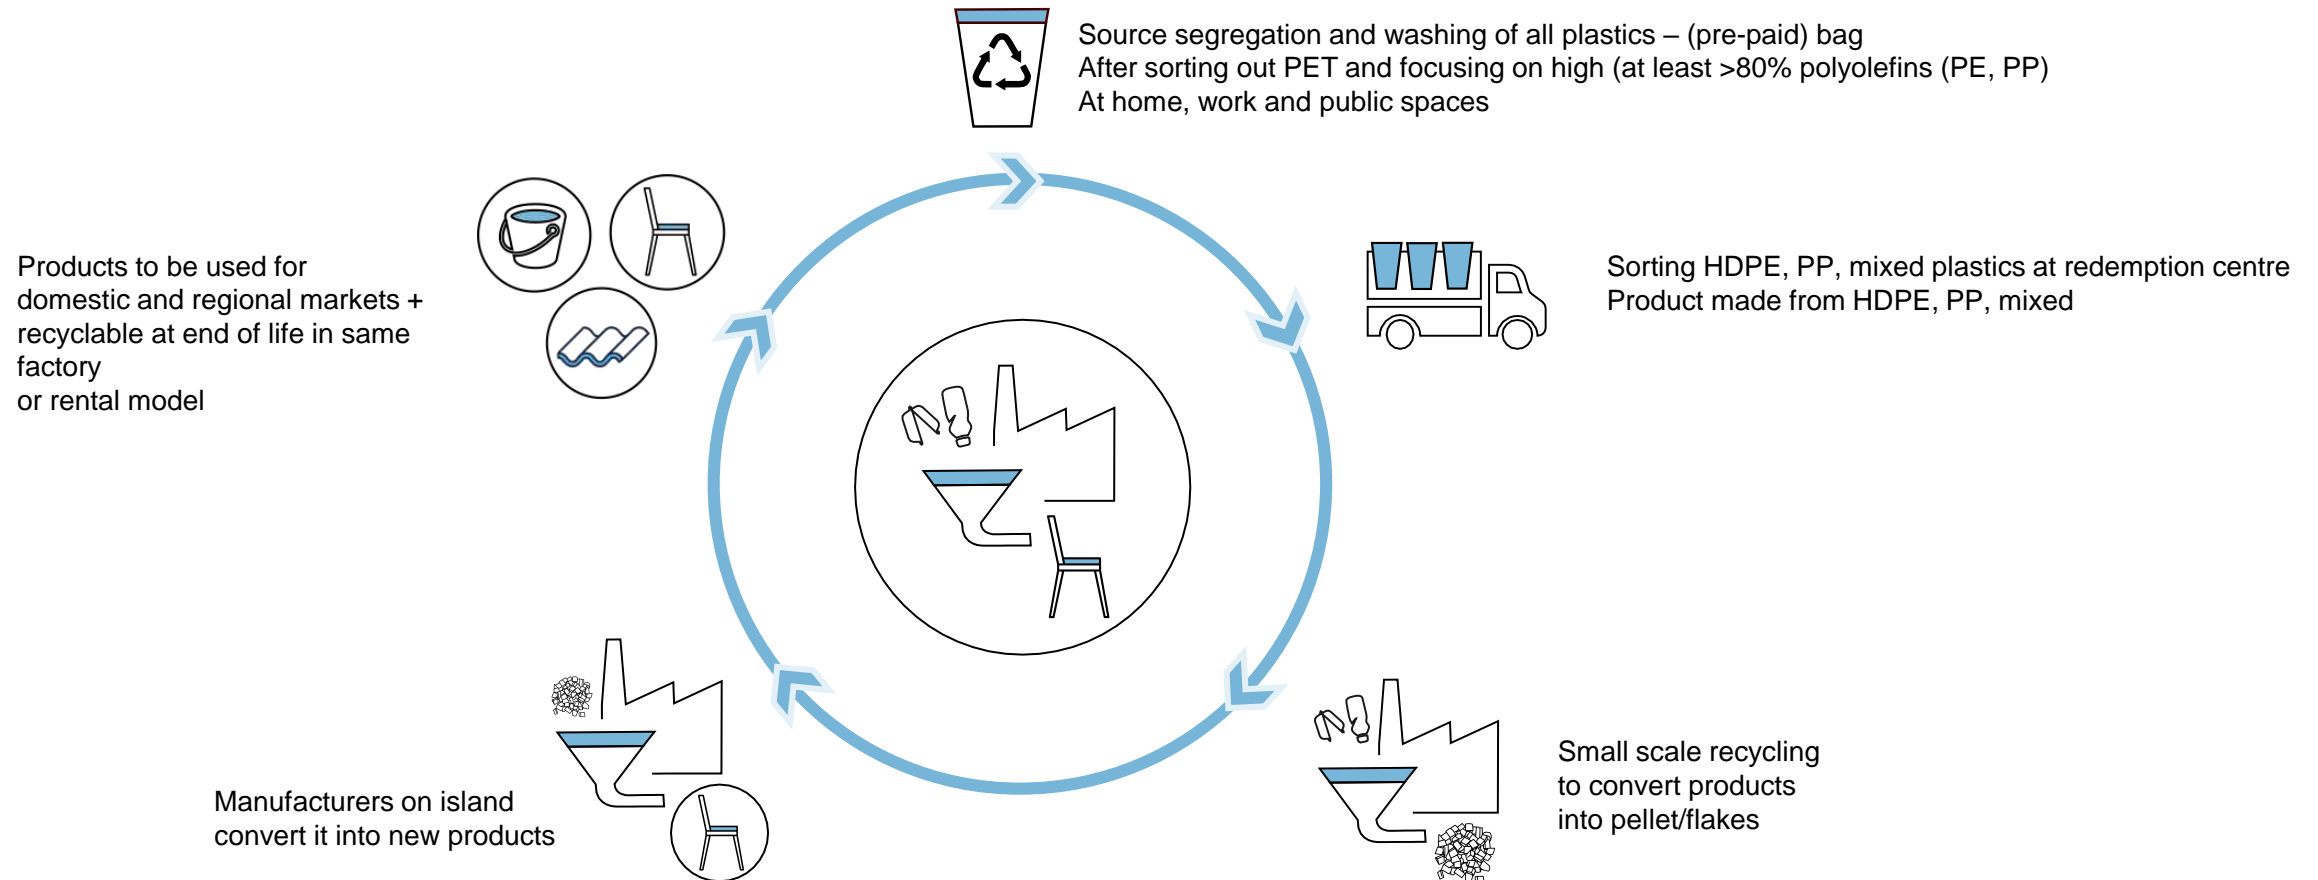 Source segregation and washing of all plastics – (pre-paid) bag
After sorting out PET and focusing on high (at least >80% polyolefins (PE, PP)
At home, work and public spaces
Sorting HDPE, PP, mixed plastics at redemption centre
Product made from HDPE, PP, mixed
Small scale recycling
to convert products
into pellet/flakes
Manufacturers on island
convert it into new products
Products to be used for
domestic and regional markets +
recyclable at end of life in same
factory
or rental model